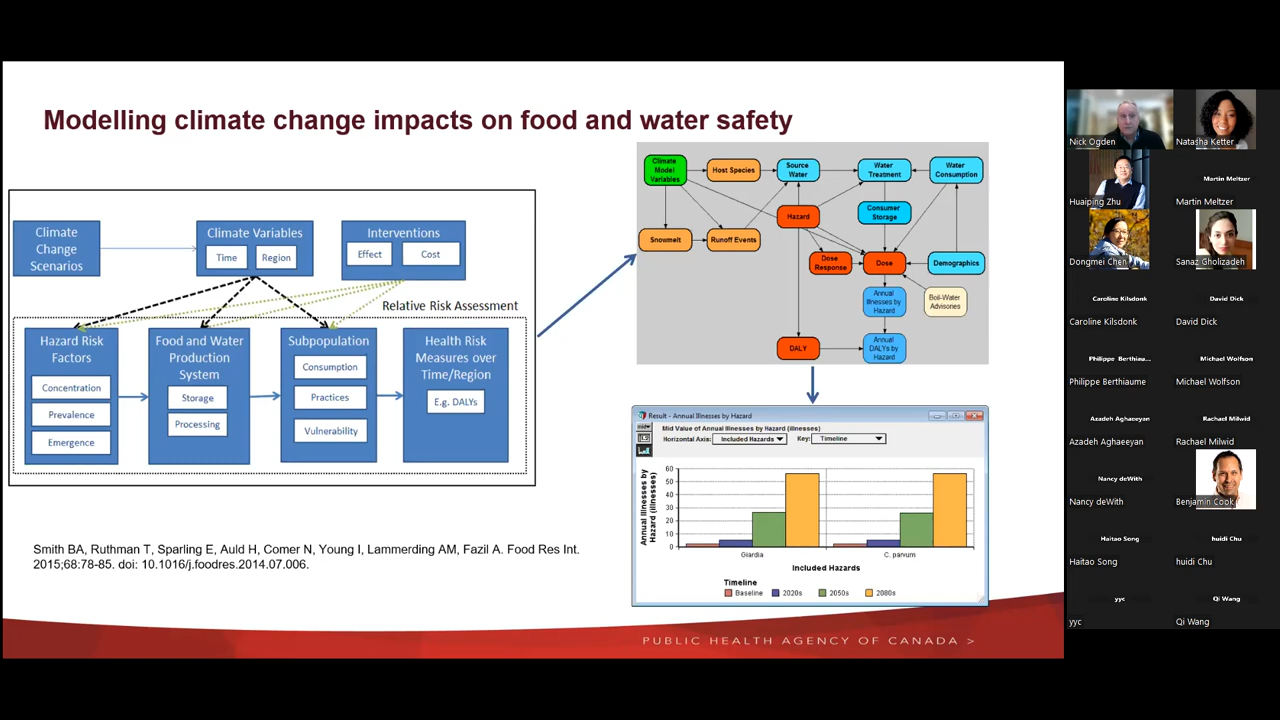 Modelling climate change impacts on food and water safety
Climate
Change
Scenarios
Climate Variables
Time
Region
Interventions
Effect
Cost
Relative Risk Assessment
Hazard Risk
Factors
Concentration
Prevalence
Emergence
Food and Water
Production
System
Storage
Processing
Subpopulation
Consumption
Practices
Vulnerability
Health Risk
Measures over
Time/Region
E.g. DALYs
Climate
Model
Variables
Host Species
Source
Water
Water
Treatment
Water
Consumption
Hazard
Consumer
Storage
Snowmelt
Runoff Events
Dose
Response
Dose
Demographics
Annual
Illnesses by
Hazard
Boil-Water
Advisories
DALY
Annual
DALYs by
Hazard
Result - Annual Illnesses by Hazard
Mid Value of Annual Illnesses by Hazard (illnesses)
Horizontal Axis: Included Hazards Key: Timeline
Annual Illnesses by
Hazard (illnesses)
60
50
40
30
20
10
0
Giardia
C. parvum
Included Hazards
Timeline
Baseline 2020s 2050s 2080s
Smith BA, Ruthman T, Sparling E, Auld H, Comer N, Young I, Lammerding AM, Fazil A. Food Res Int.
2015;68:78-85. doi: 10.1016/j.foodres.2014.07.006.
PUBLIC HEALTH AGENCY OF CANADA >
Nick Ogden
Natasha Ketter
Huaiping Zhu
Martin Meltzer
Martin Meltzer
Dongmei Chen
Sanaz Gholizadeh
Caroline Kilsdonk
David Dick
Caroline Kilsdonk
David Dick
Philippe Berthiau...
Michael Wolfson
Philippe Berthiaume
Michael Wolfson
Azadeh Aghaeeyan
Rachael Milwid
Azadeh Aghaeeyan
Rachael Milwid
Nancy deWith
Nancy deWith
Benjamin Cook
Haitao Song
huidi Chu
Haitao Song
huidi Chu
yyc
Qi Wang
yyc
Qi Wang